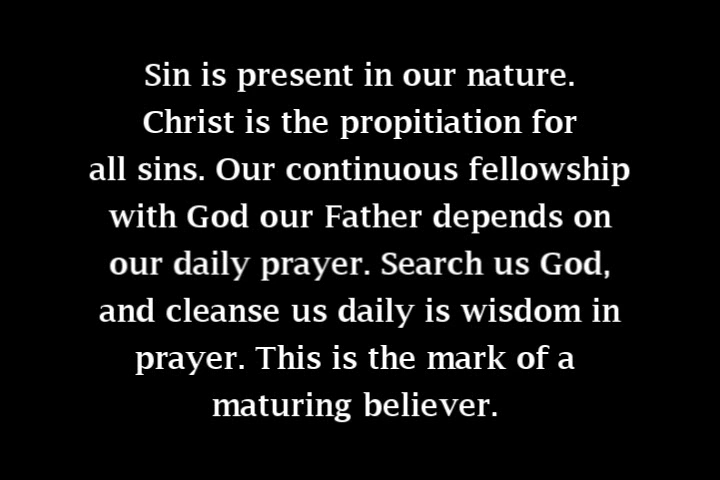 Sin is present in our nature.
Christ is the propitiation for
all sins. Our continuous fellowship
with God our Father depends on
our daily prayer. Search us God,
and cleanse us daily is wisdom in
prayer. This is the mark of a
maturing believer.